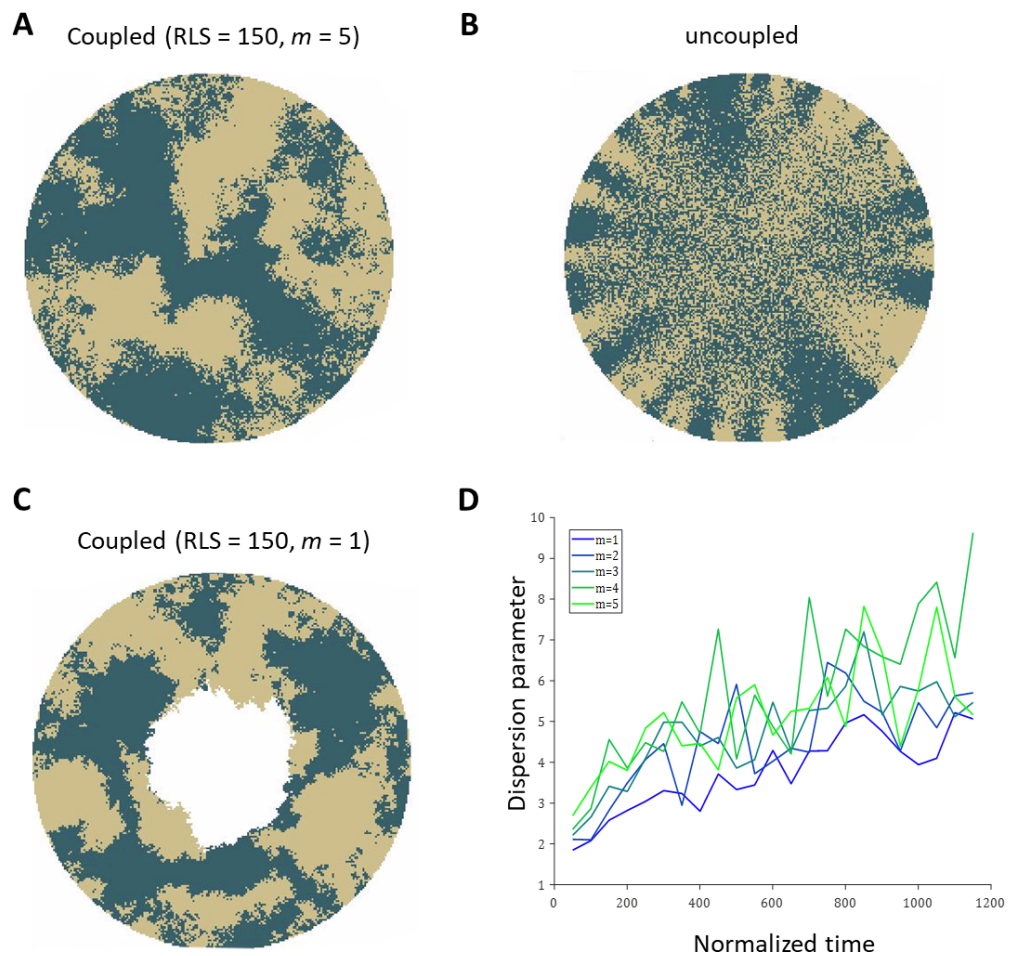 A
Coupled (RLS = 150, m = 5)
B
uncoupled
C
Coupled (RLS = 150, m = 1)
D
10
9
8
7
6
5
4
3
2
1
m=1
m=2
m=3
m=4
m=5
Dispersion parameter
0
200
400
600
800
1000
1200
Normalized time